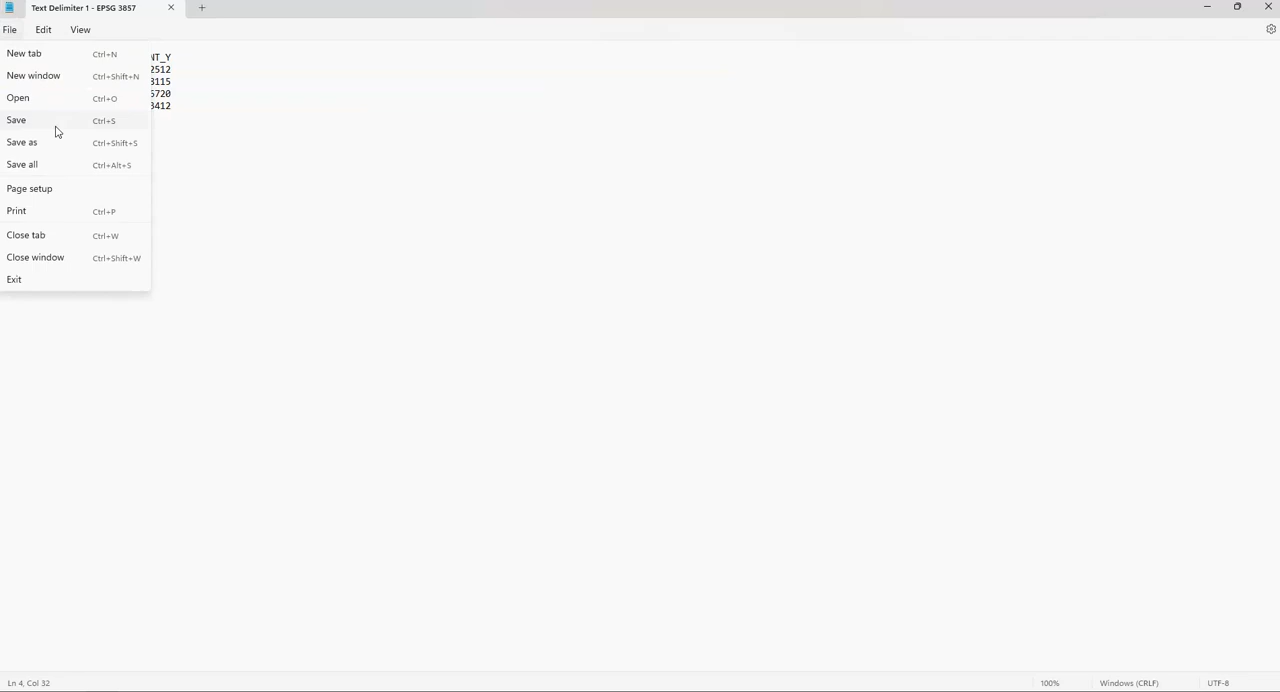 Text Delimiter 1 - EPSG 3857
File Edit View
New tab Ctrl+N
New window Ctrl+Shift+N
Open Ctrl+O
Save Ctrl+S
Save as Ctrl+Shift+S
Save all Ctrl+Alt+S
Page setup
Print Ctrl+P
Close tab Ctrl+W
Close window Ctrl+Shift+W
Exit
NT_Y
2512
3115
5720
3412
Ln 4, Col 32 100% Windows (CRLF) UTF-8